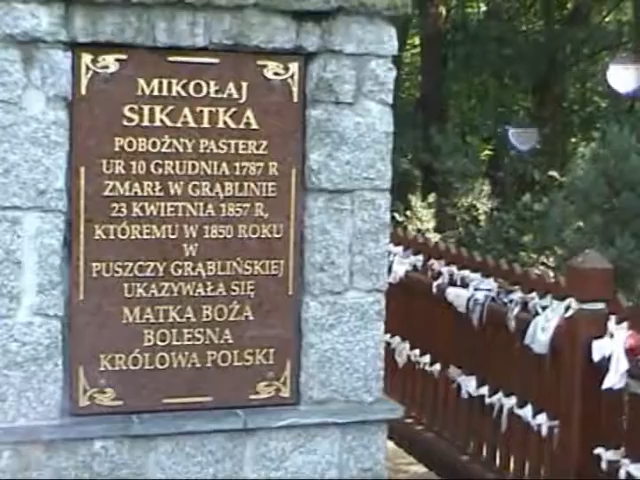 MIKOŁAJ
SIKATKA
POBOŻNY PASTERZ
UR 10 GRUDNIA 1787 R
ZMARŁ W GRĄBLINIE
23 KWIETNIA 1857 R,
KTÓREMU W 1850 ROKU
W
PUSZCZY GRĄBLIŃSKIEJ
UKAZYWAŁA SIĘ
MATKA BOŻA
BOLESNA
KRÓLOWA POLSKI